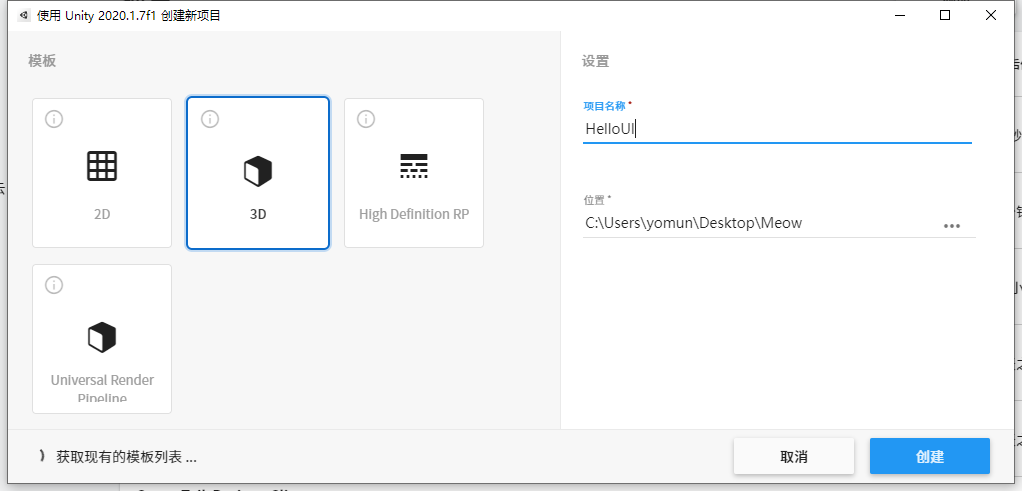 使用 Unity 2020.1.7f1 创建新项目
模板
设置
2D
3D
High Definition RP
Universal Render
Pipeline
项目名称 *
HelloUI
位置 *
C:\Users\yomun\Desktop\Meow
•••
获取现有的模板列表 ...
取消
创建